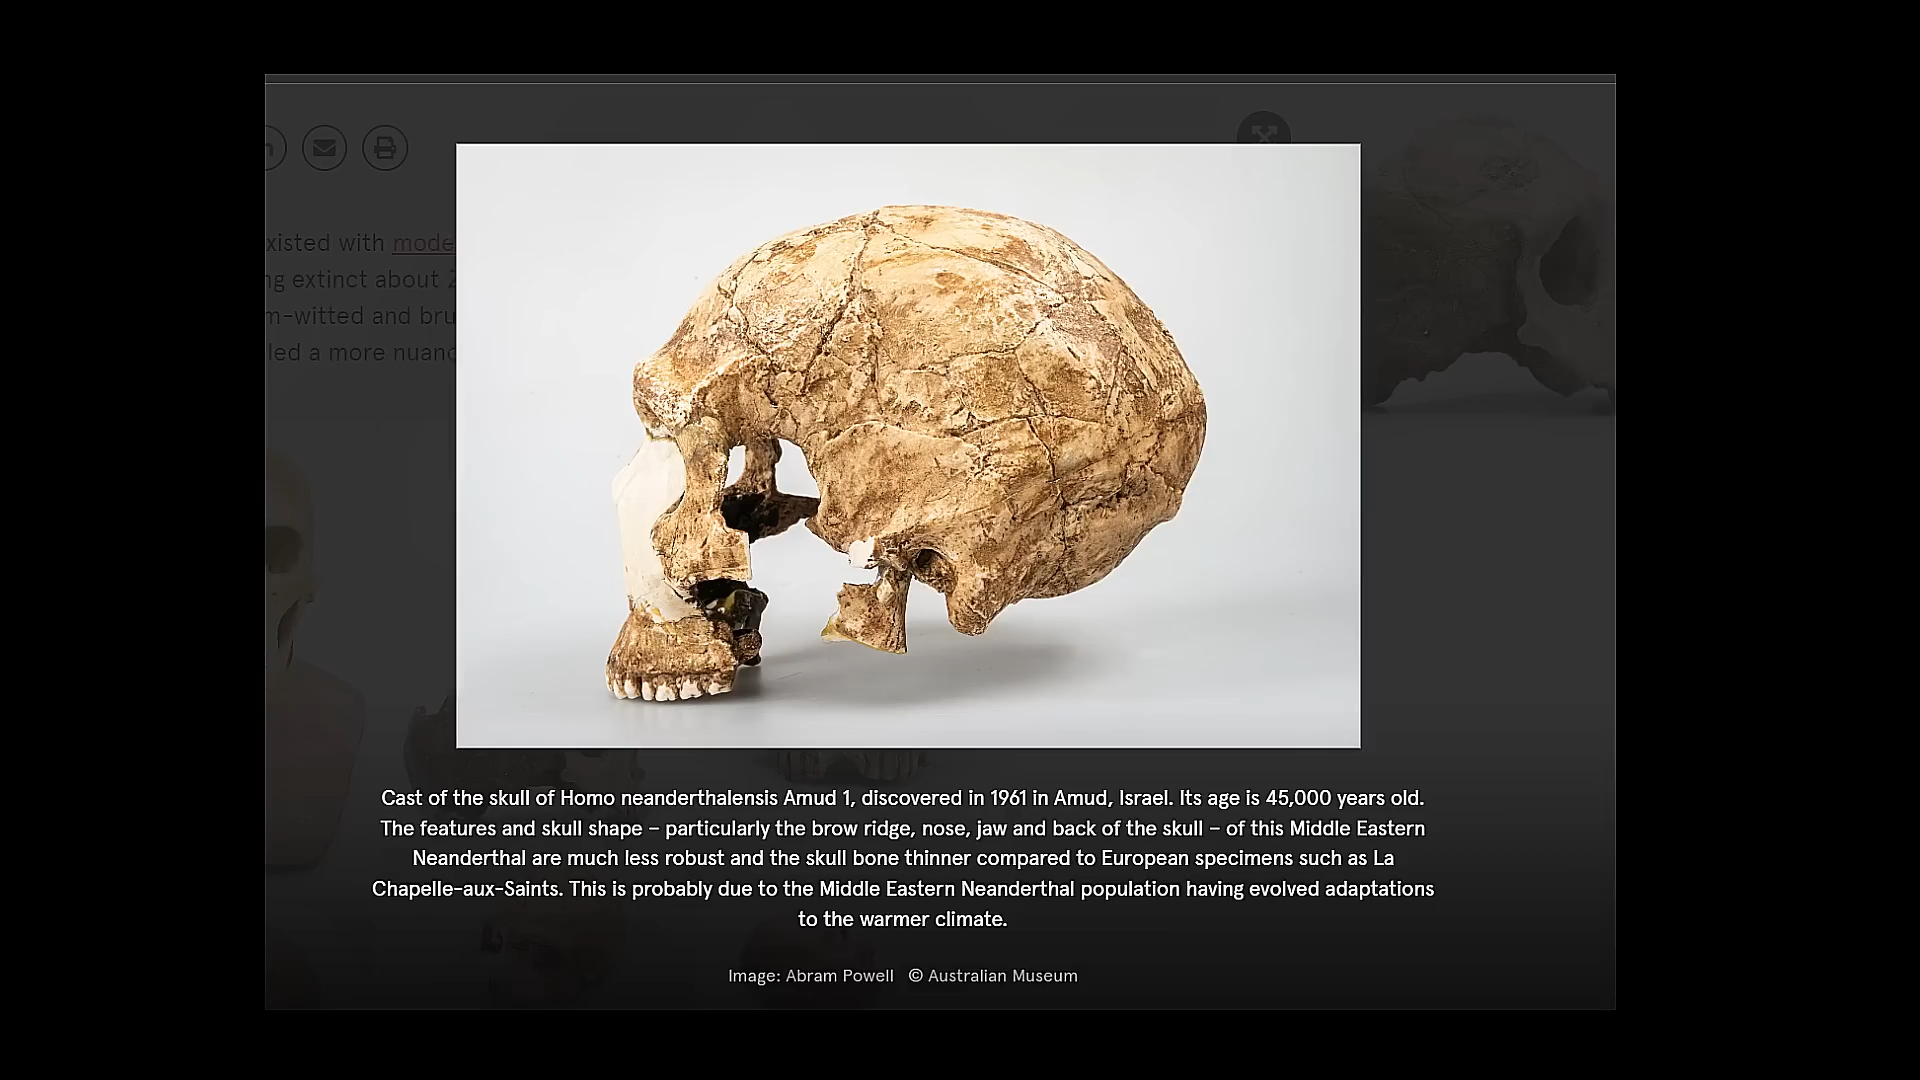 xisted with mode
ng extinct about 2
m-witted and bru
led a more nuanc
Cast of the skull of Homo neanderthalensis Amud 1, discovered in 1961 in Amud, Israel. Its age is 45,000 years old.
The features and skull shape – particularly the brow ridge, nose, jaw and back of the skull – of this Middle Eastern
Neanderthal are much less robust and the skull bone thinner compared to European specimens such as La
Chapelle-aux-Saints. This is probably due to the Middle Eastern Neanderthal population having evolved adaptations
to the warmer climate.
Image: Abram Powell © Australian Museum